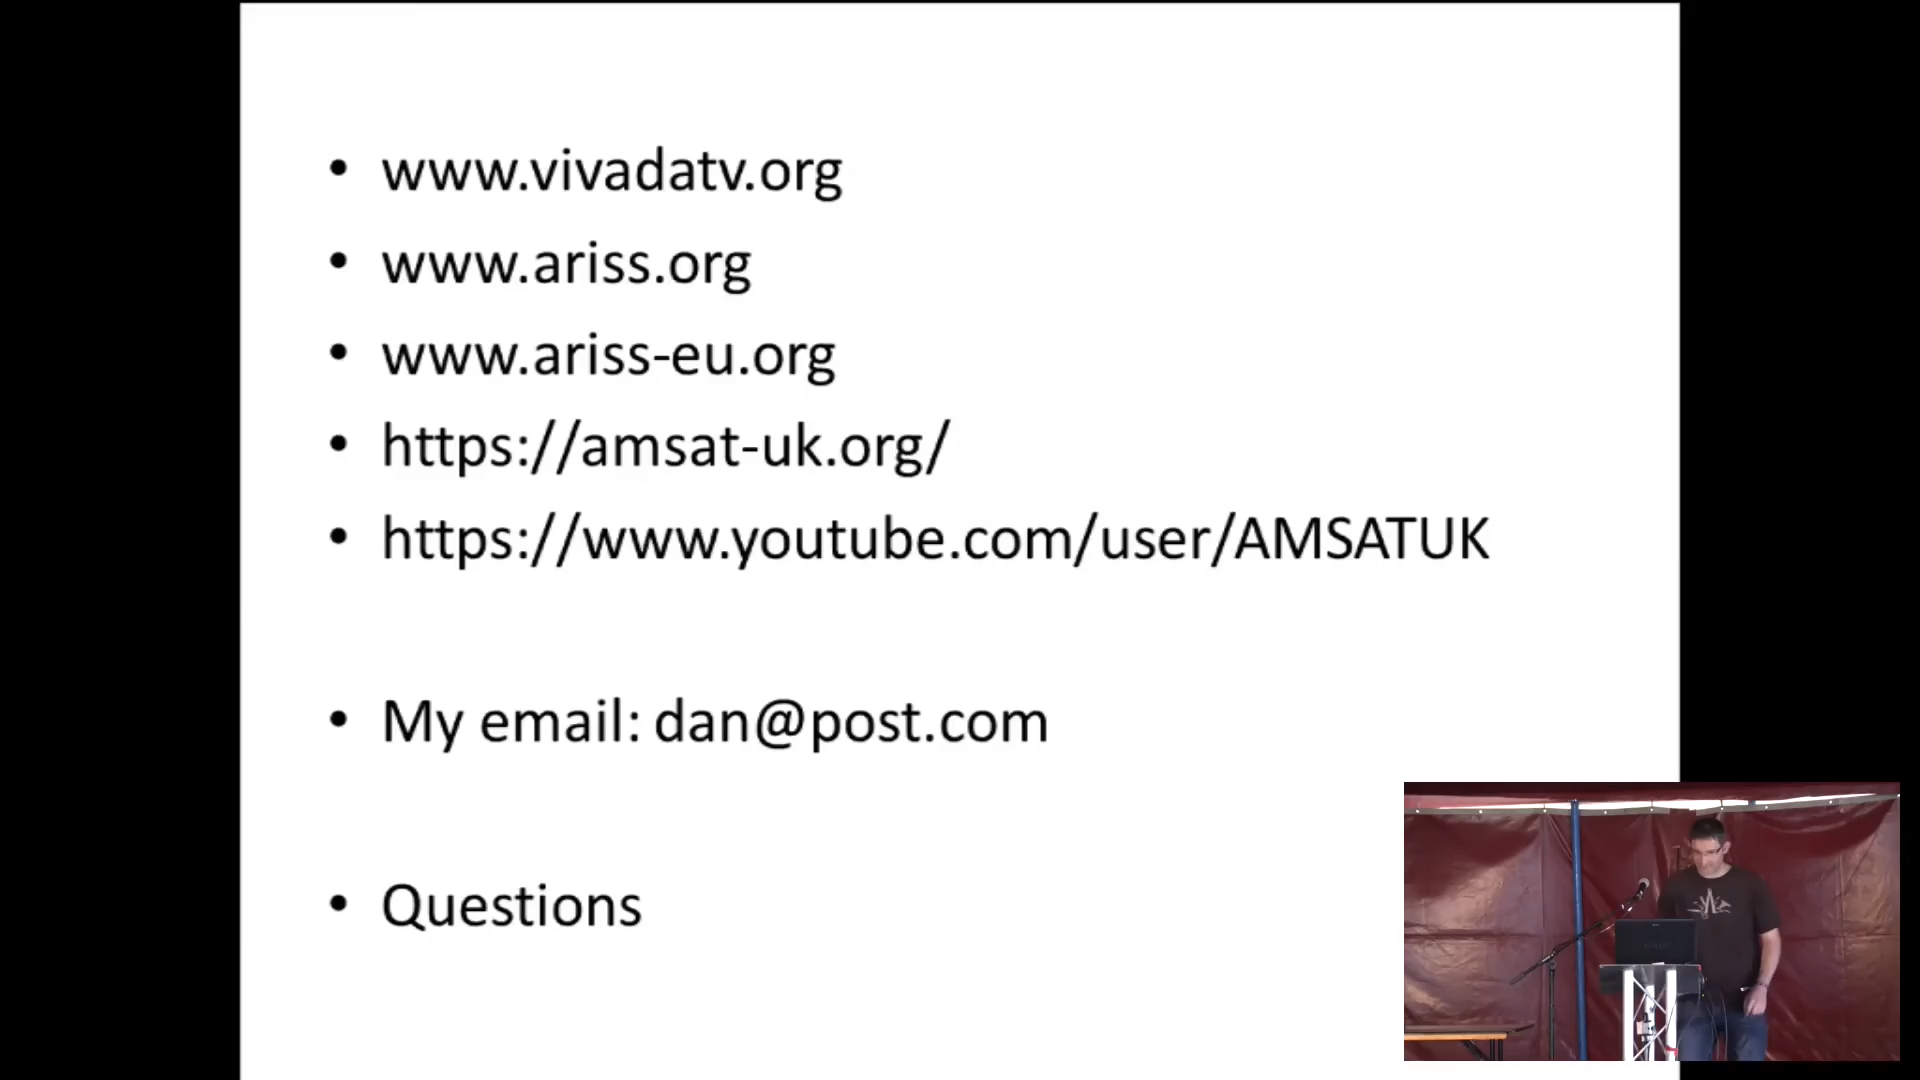 • www.vivadatv.org
• www.ariss.org
• www.ariss-eu.org
• https://amsat-uk.org/
• https://www.youtube.com/user/AMSATUK
• My email: dan@post.com
• Questions